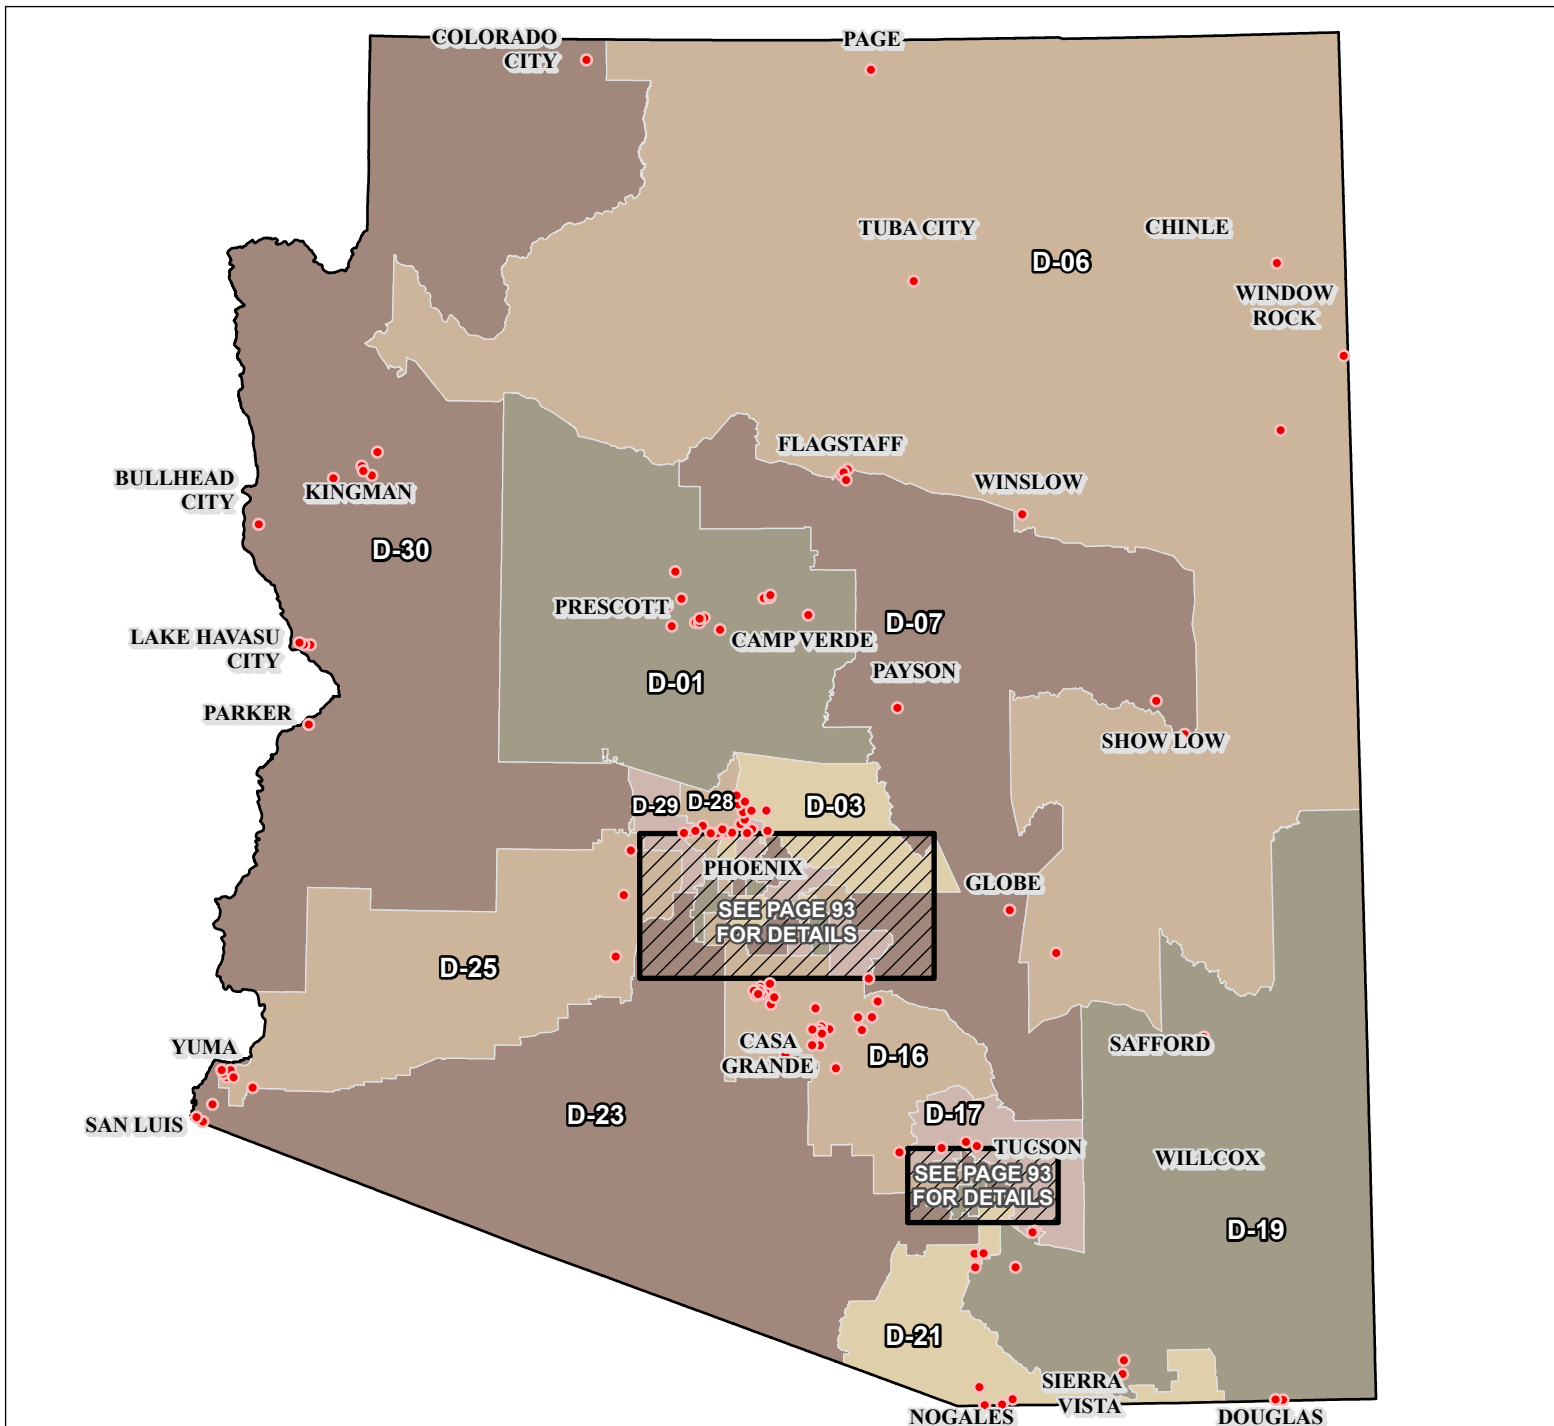 COLORADO
CITY
PAGE
TUBA CITY
CHINLE
D-06
WINDOW
ROCK
FLAGSTAFF
BULLHEAD
CITY
KINGMAN
WINSLOW
D-30
PRESCOTT
CAMP VERDE
D-07
LAKE HAVASU
CITY
D-01
PAYSON
PARKER
SHOW LOW
D-29
D-28
D-03
PHOENIX
GLOBE
SEE PAGE 93
FOR DETAILS
D-25
YUMA
CASA
GRANDE
D-16
SAFFORD
SAN LUIS
D-23
D-17
TUCSON
WILLCOX
SEE PAGE 93
FOR DETAILS
D-19
D-21
SIERRA
VISTA
NOGALES
DOUGLAS